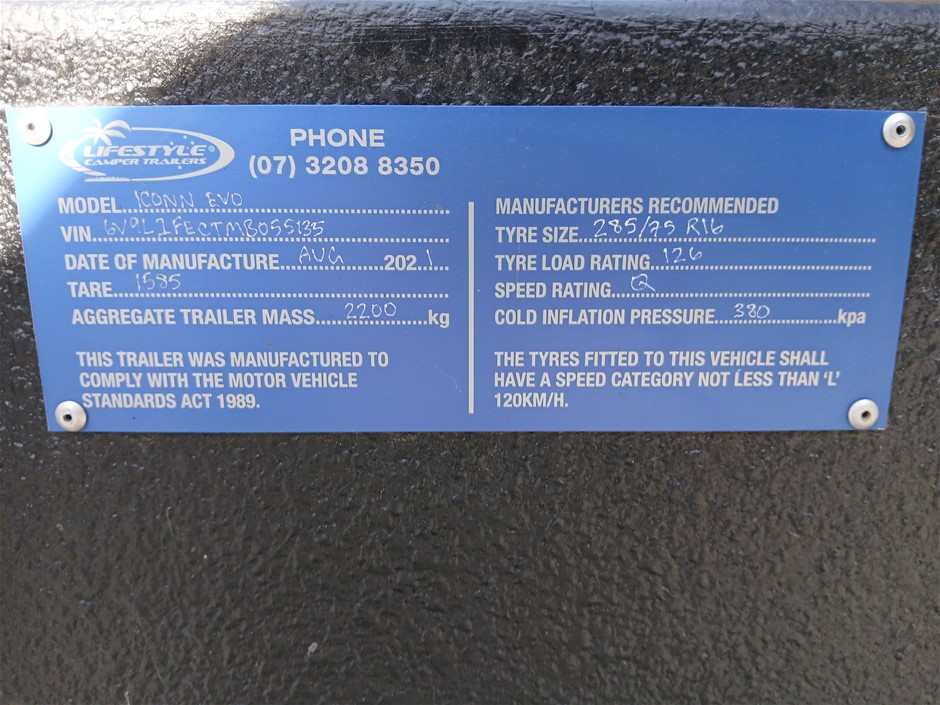 LIFESTYLE
CAMPER TRAILERS
PHONE
(07) 3208 8350
MODEL ICONN EVO
VIN 6V9L1FECTMB055135
DATE OF MANUFACTURE AUG 2021
TARE 1585
AGGREGATE TRAILER MASS 2200 kg
THIS TRAILER WAS MANUFACTURED TO
COMPLY WITH THE MOTOR VEHICLE
STANDARDS ACT 1989.
MANUFACTURERS RECOMMENDED
TYRE SIZE 285/75 R16
TYRE LOAD RATING 126
SPEED RATING Q
COLD INFLATION PRESSURE 380 kpa
THE TYRES FITTED TO THIS VEHICLE SHALL
HAVE A SPEED CATEGORY NOT LESS THAN 'L'
120KM/H.